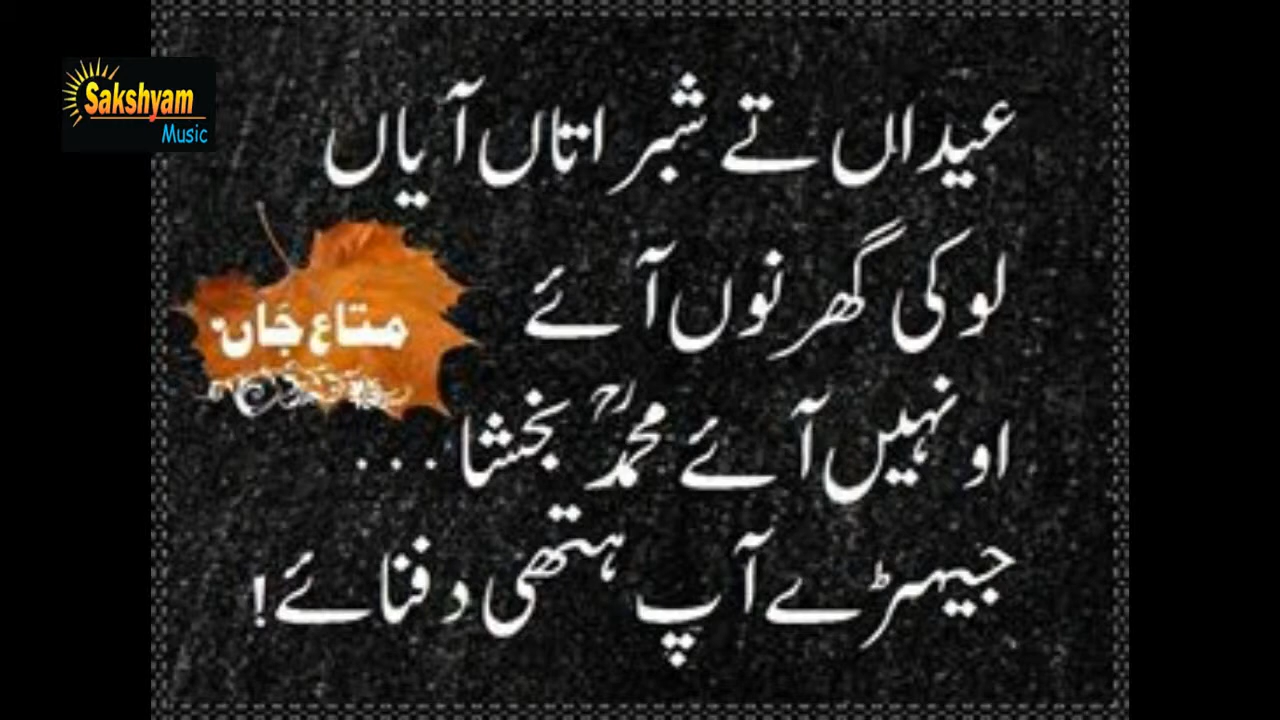 Sakshyam
Music
عیداں تے شبراتاں آیاں
لوکی گھر نوں آئے
متاعِ جَاں
او نہیں آئے محمدؒ بخشا...
جیہڑے آپ ہتھی دفنائے!